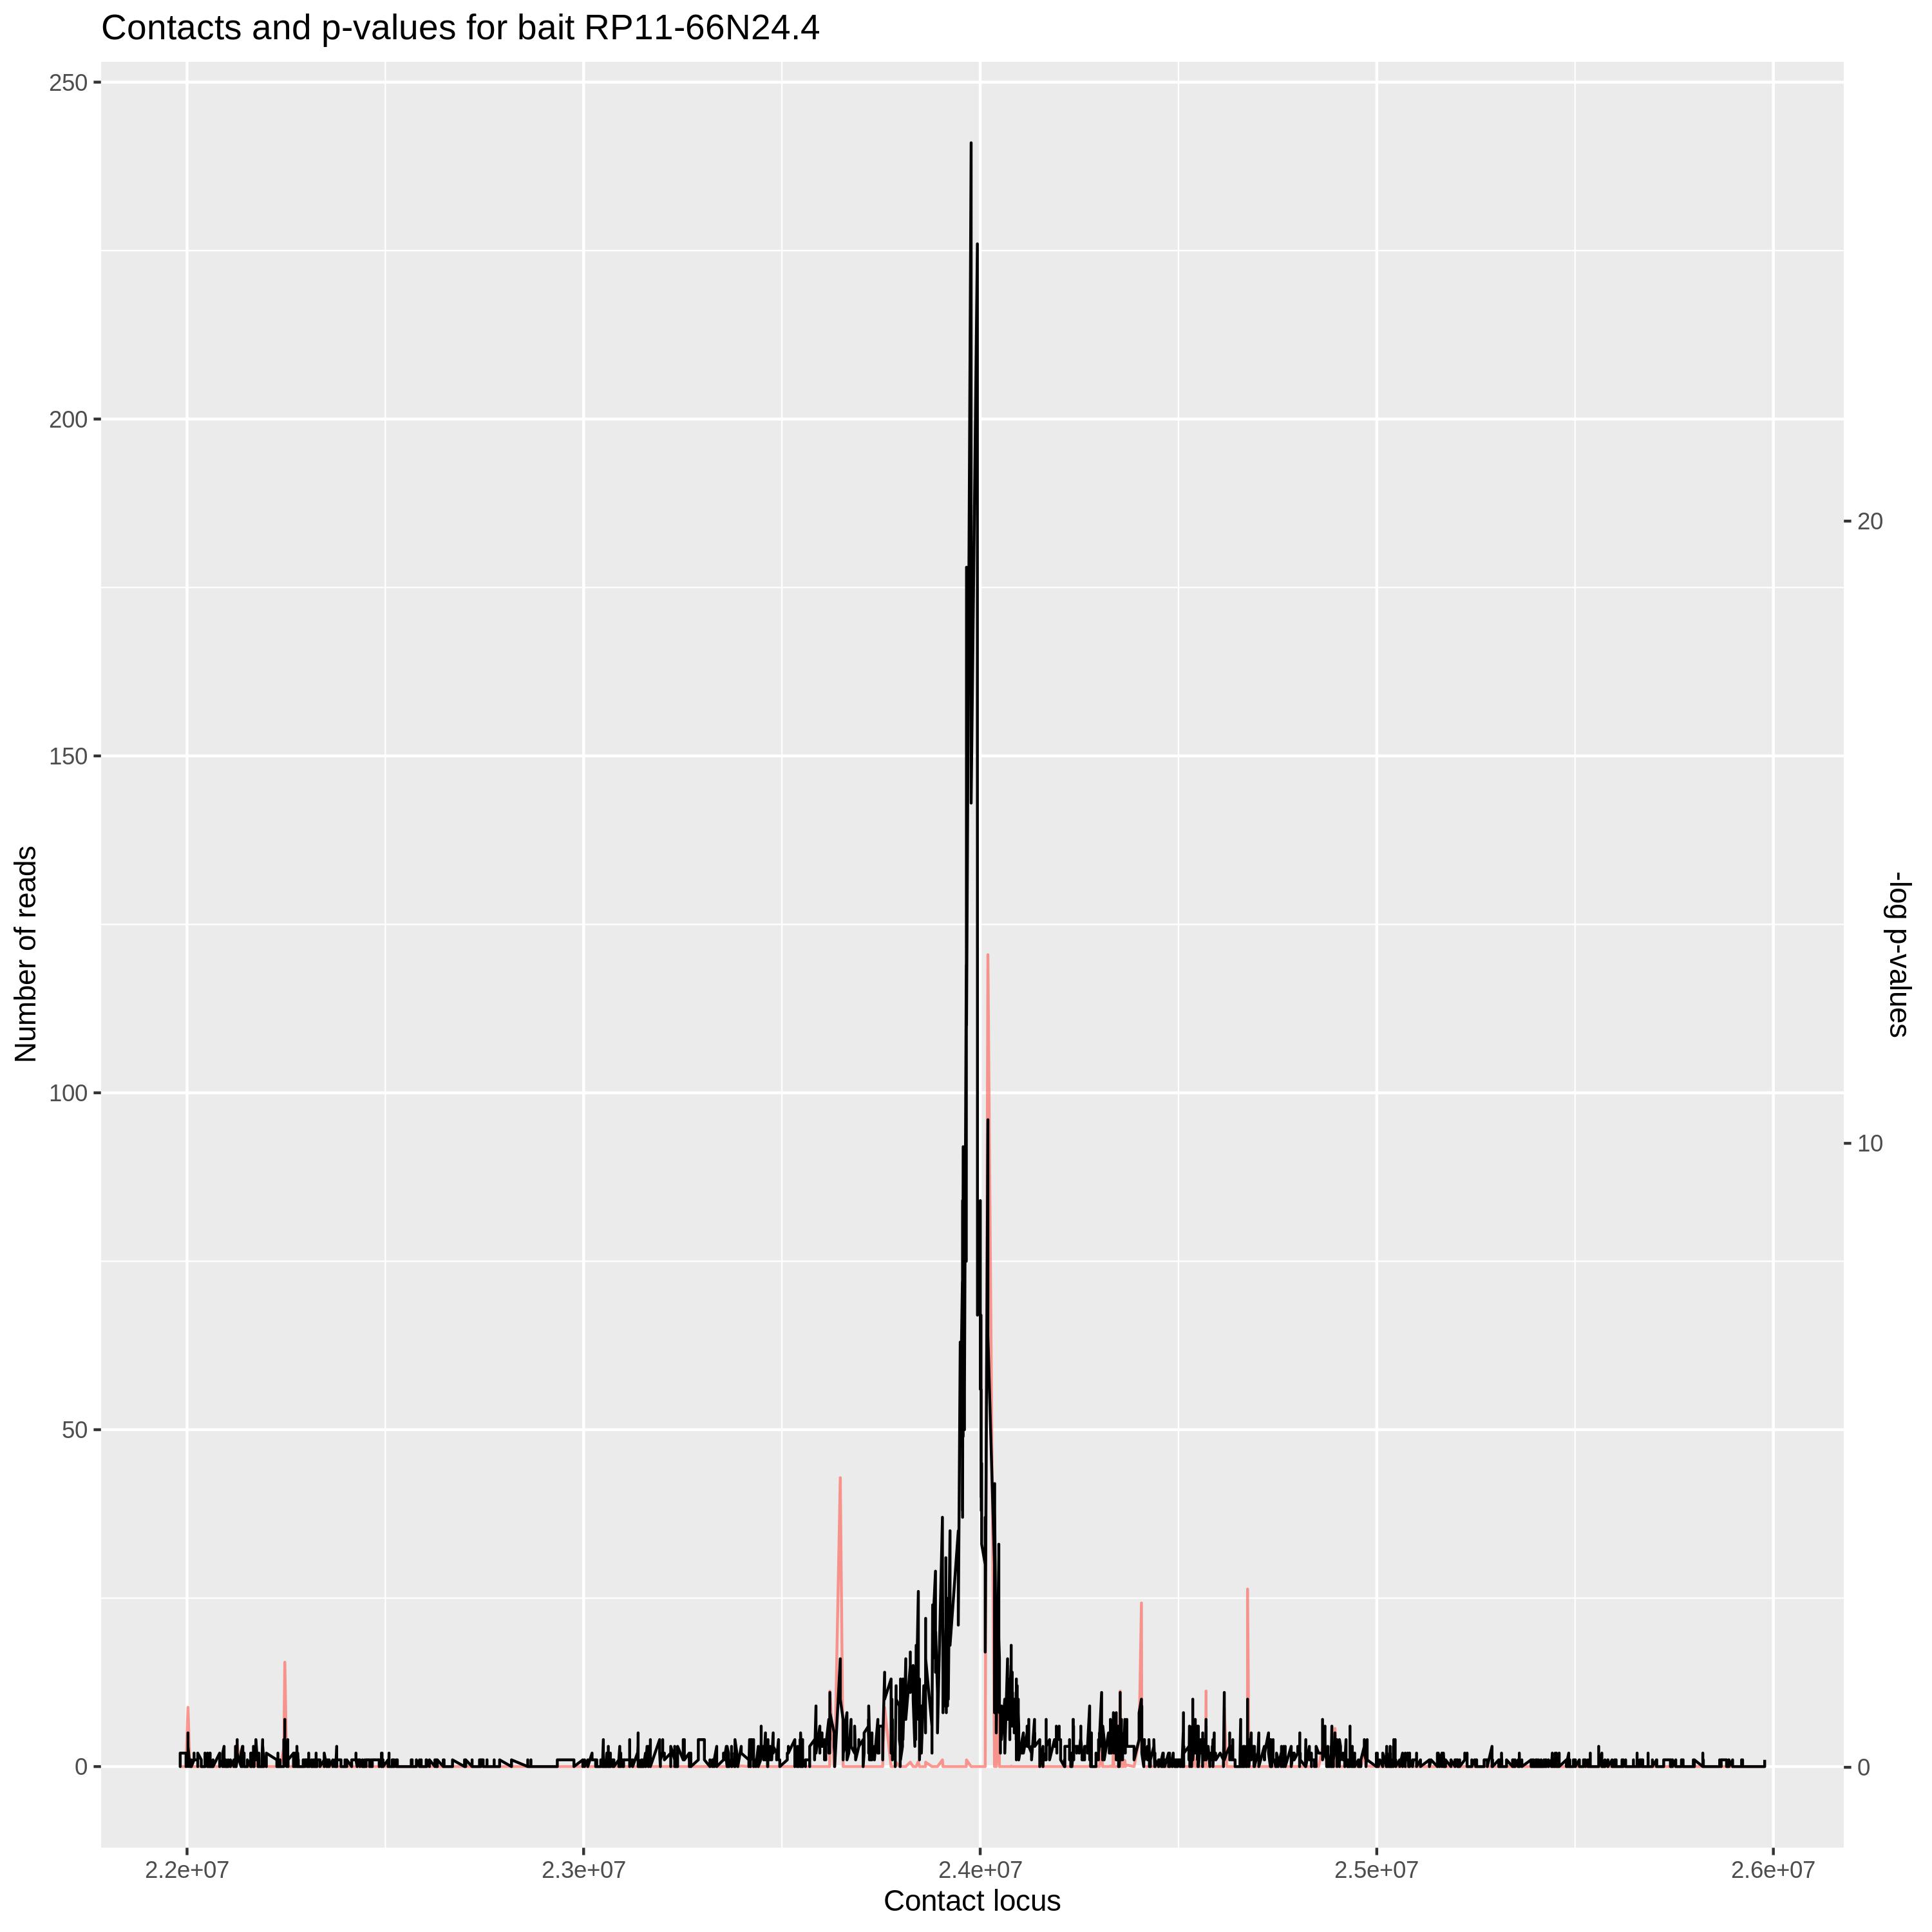 Contacts and p-values for bait RP11-66N24.4
250
200
150
100
50
0
Number of reads
20
10
0
-log p-values
2.2e+07
2.3e+07
2.4e+07
2.5e+07
2.6e+07
Contact locus